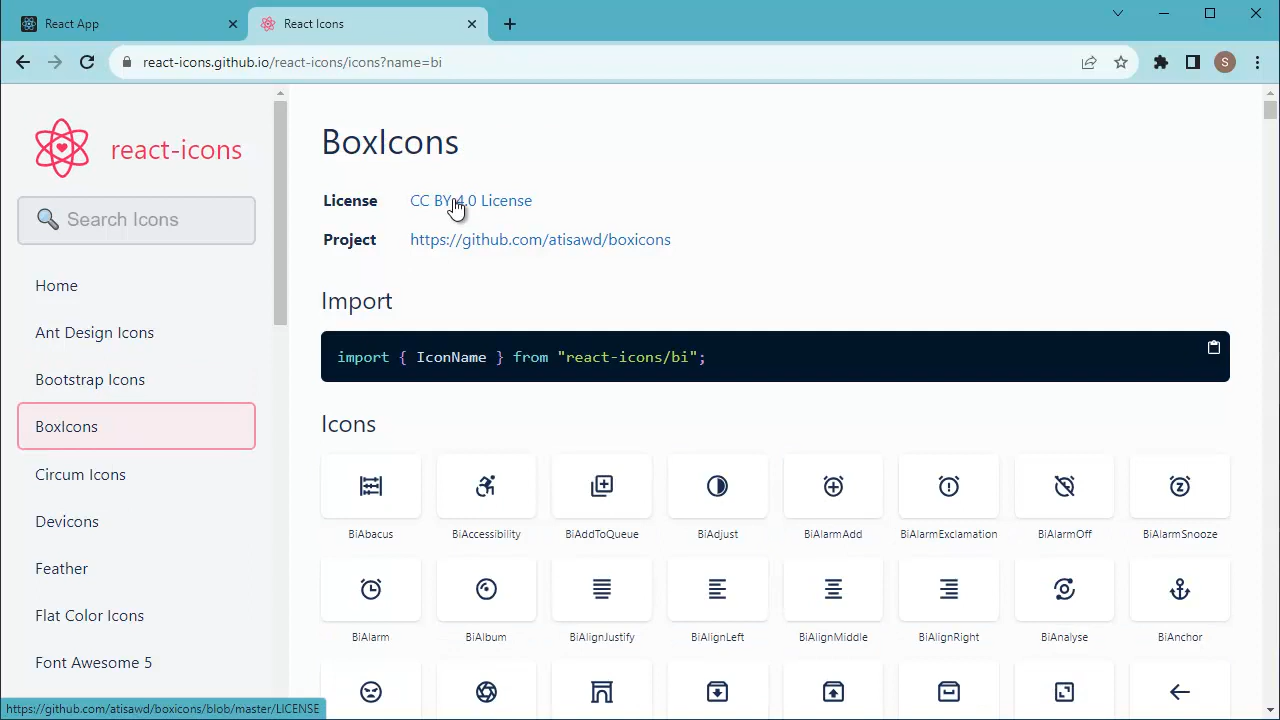 React App
React Icons
react-icons.github.io/react-icons/icons?name=bi
S
react-icons
Search Icons
Home
Ant Design Icons
Bootstrap Icons
BoxIcons
Circum Icons
Devicons
Feather
Flat Color Icons
Font Awesome 5
BoxIcons
License CC BY 4.0 License
Project https://github.com/atisawd/boxicons
Import
import { IconName } from "react-icons/bi";
Icons
BiAbacus BiAccessibility BiAddToQueue BiAdjust BiAlarmAdd BiAlarmExclamation BiAlarmOff BiAlarmSnooze
BiAlarm BiAlbum BiAlignJustify BiAlignLeft BiAlignMiddle BiAlignRight BiAnalyse BiAnchor
https://github.com/atisawd/boxicons/blob/master/LICENSE